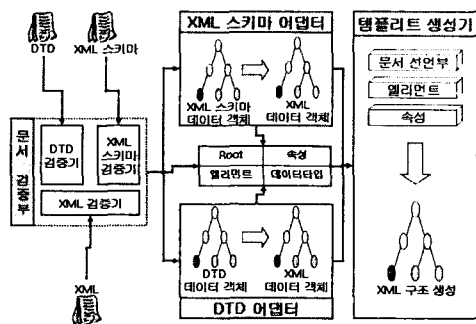 DTD
XML 스키마
문서 검증부
DTD
검증기
XML
스키마
검증기
XML 검증기
XML
XML 스키마 어댑터
XML 스키마
데이터 객체
XML
데이터 객체
Root
속성
엘리먼트
데이터타입
DTD
데이터 객체
XML
데이터 객체
DTD 어댑터
템플리트 생성기
문서 선언부
엘리먼트
속성
XML 구조 생성